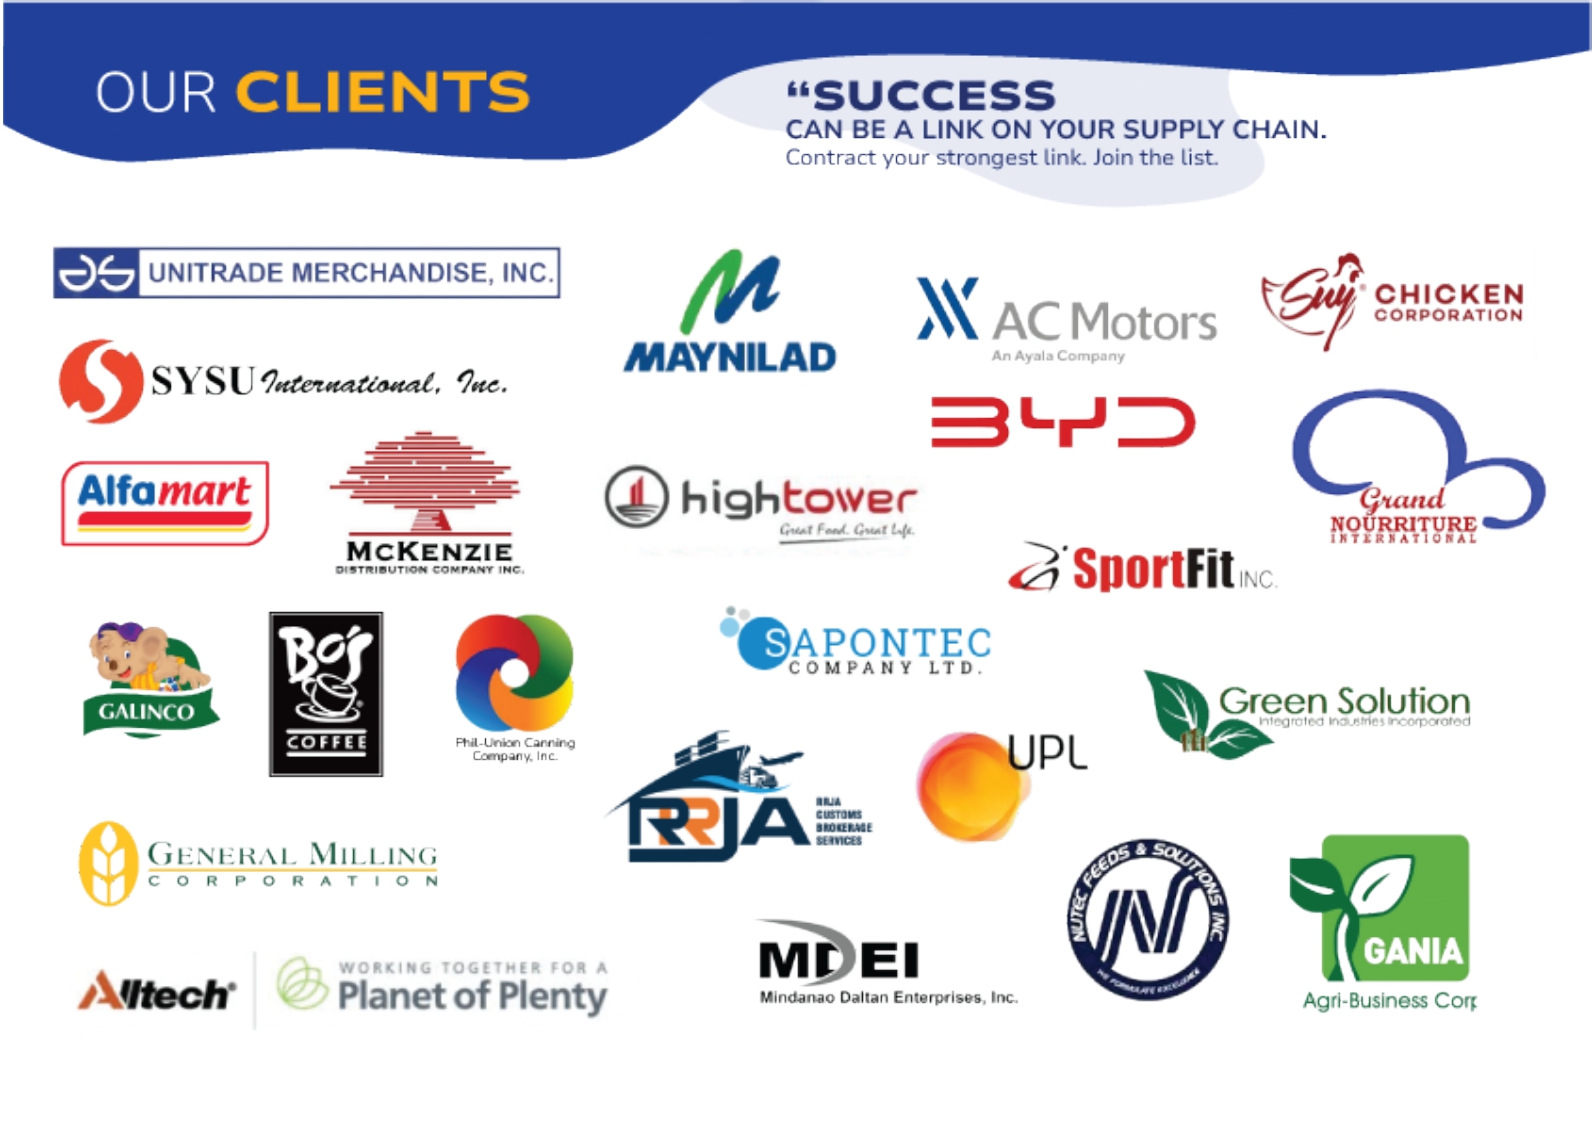 OUR CLIENTS
“SUCCESS
CAN BE A LINK ON YOUR SUPPLY CHAIN.
Contract your strongest link. Join the list.
UNITRADE MERCHANDISE, INC.
MAYNILAD
AC Motors
An Ayala Company
Suy® CHICKEN
CORPORATION
SYSU International, Inc.
BYD
Alfamart
McKENZIE
DISTRIBUTION COMPANY INC.
hightower
Great Food. Great Life.
Grand
NOURRITURE
INTERNATIONAL
SportFit INC.
GALINCO
Bo's
COFFEE
Phil-Union Canning
Company, Inc.
SAPONTEC
COMPANY LTD.
Green Solution
Integrated Industries Incorporated
RRJA
RRJA
CUSTOMS
BROKERAGE
SERVICES
UPL
GENERAL MILLING
CORPORATION
NUTEC FEEDS & SOLUTIONS INC
WE FORMULATE EXCELLENCE
GANIA
Agri-Business Corp
Alltech®
WORKING TOGETHER FOR A
Planet of Plenty
MDEI
Mindanao Daltan Enterprises, Inc.